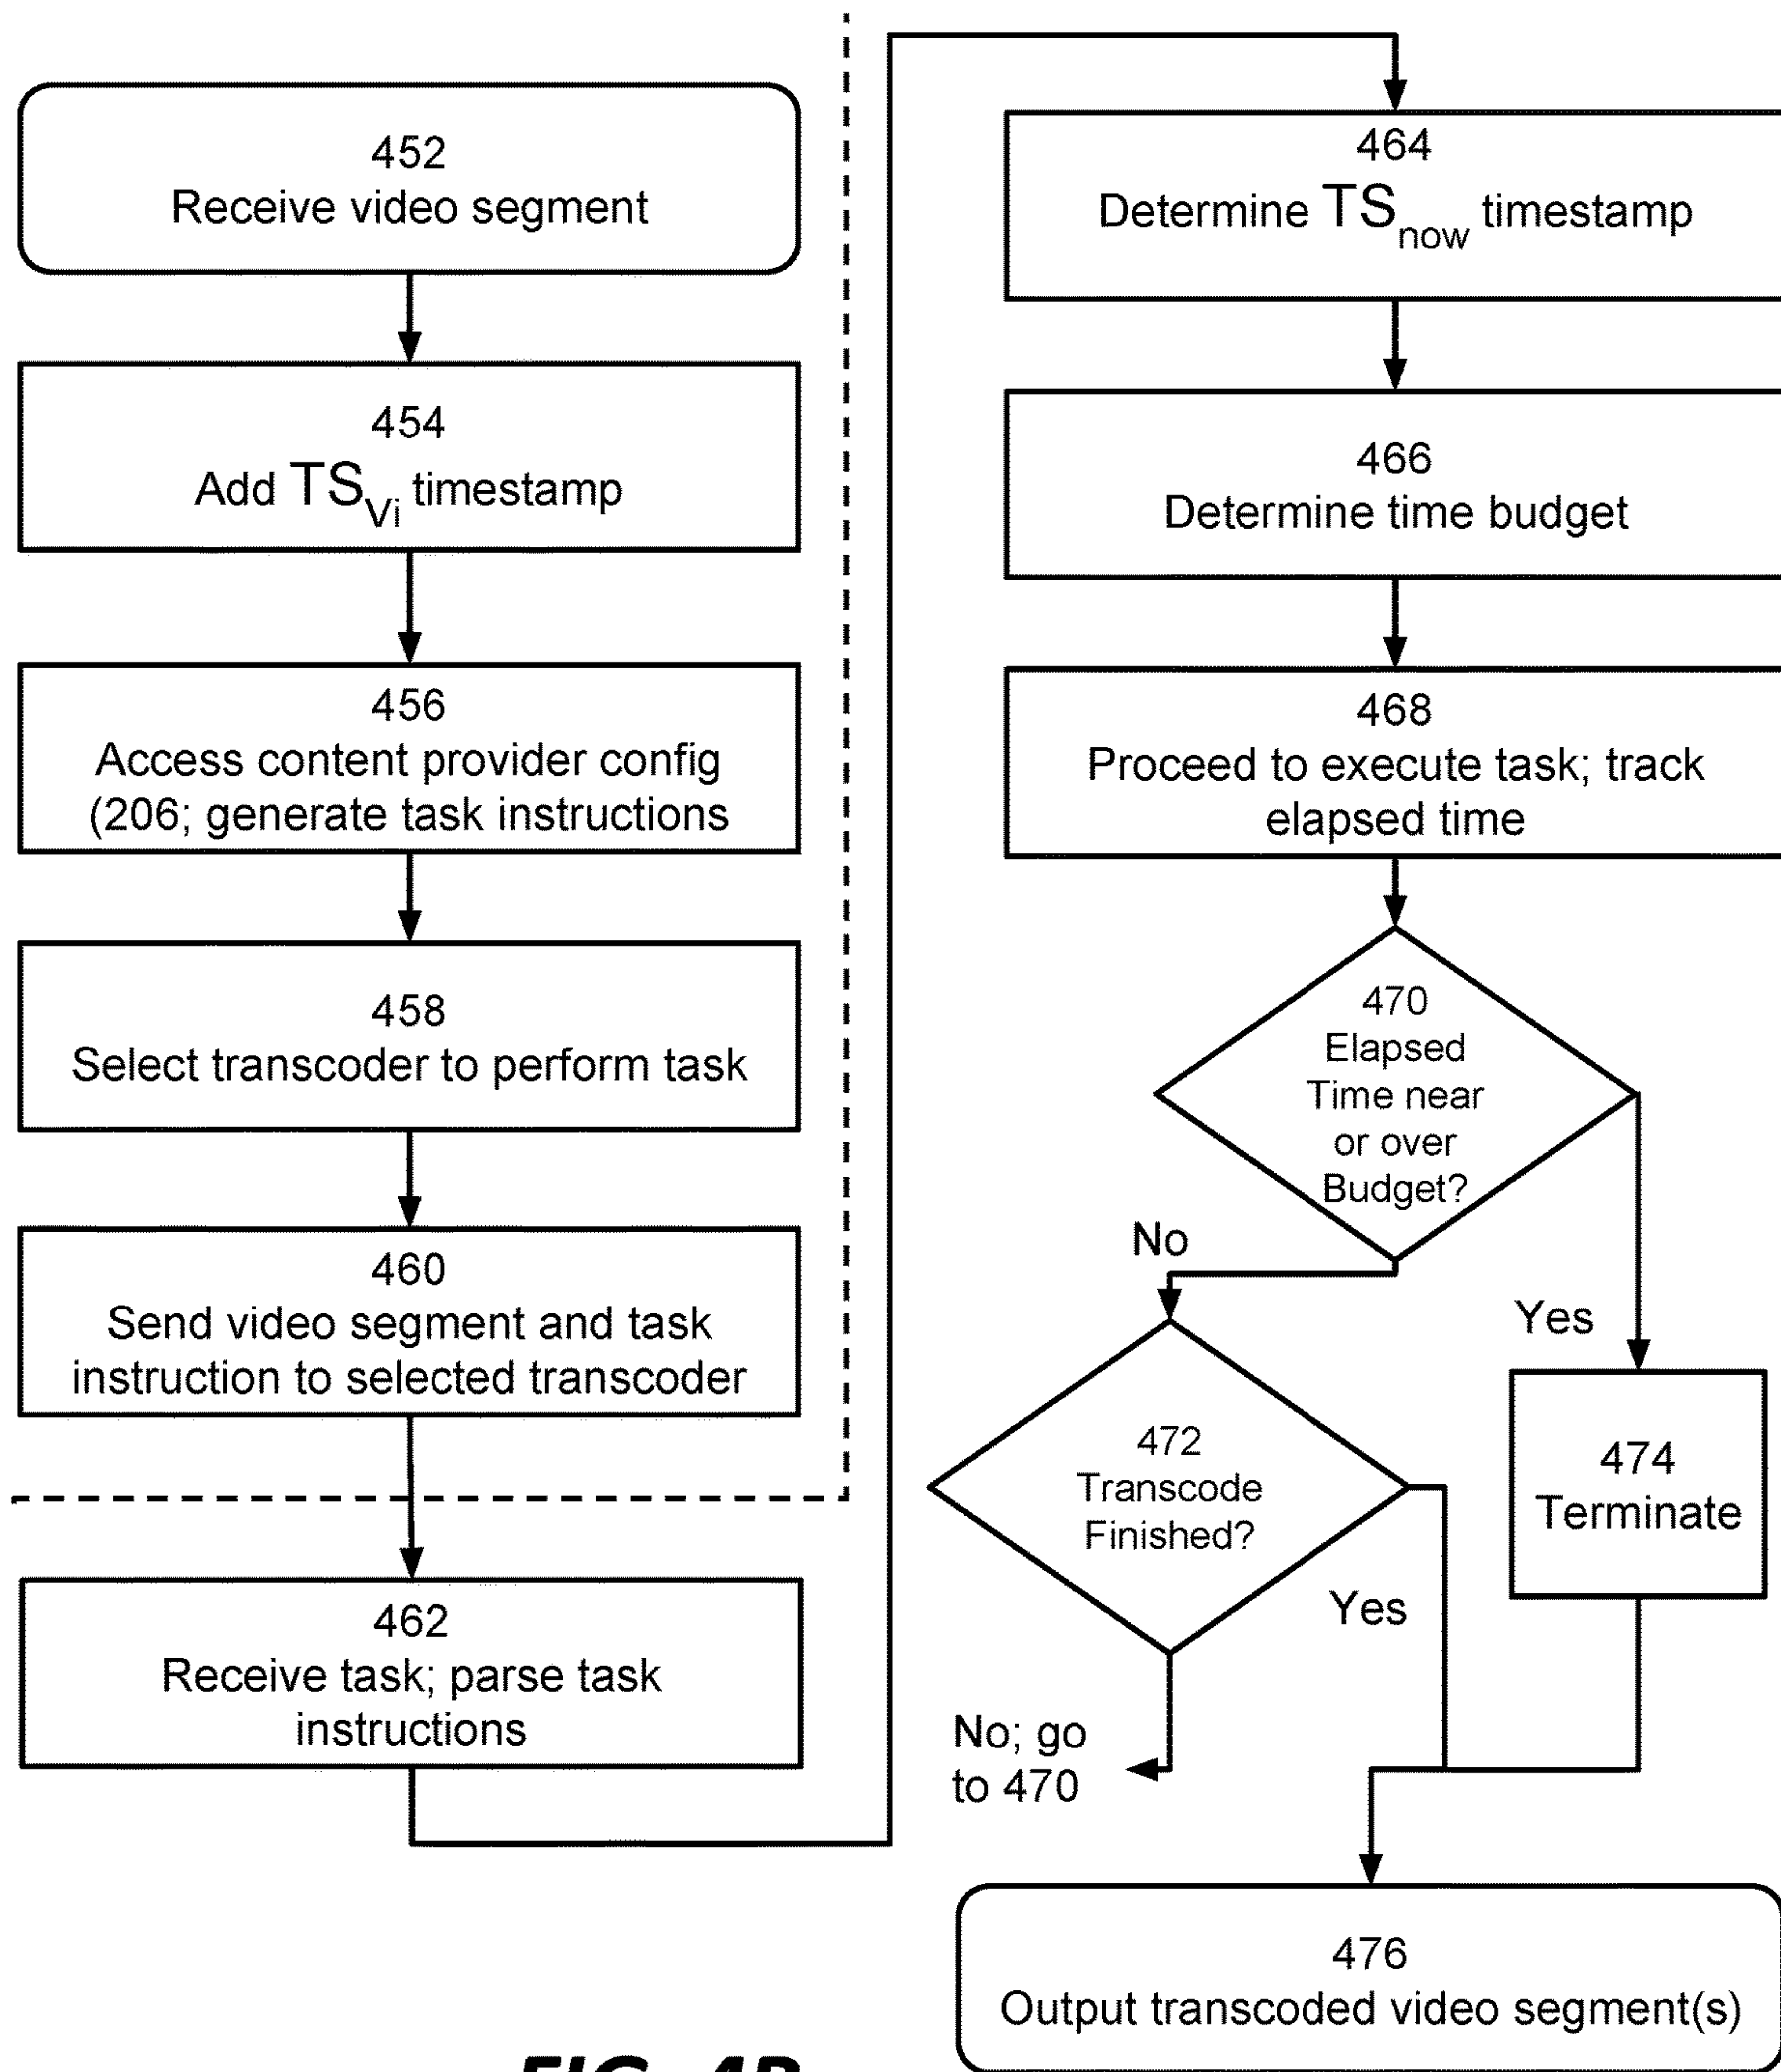 452
Receive video segment
454
Add TSVi timestamp
456
Access content provider config
(206; generate task instructions
458
Select transcoder to perform task
460
Send video segment and task
instruction to selected transcoder
462
Receive task; parse task
instructions
464
Determine TSnow timestamp
466
Determine time budget
468
Proceed to execute task; track
elapsed time
470
Elapsed
Time near
or over
Budget?
No
Yes
472
Transcode
Finished?
474
Terminate
Yes
No; go
to 470
476
Output transcoded video segment(s)
FIG. 4B